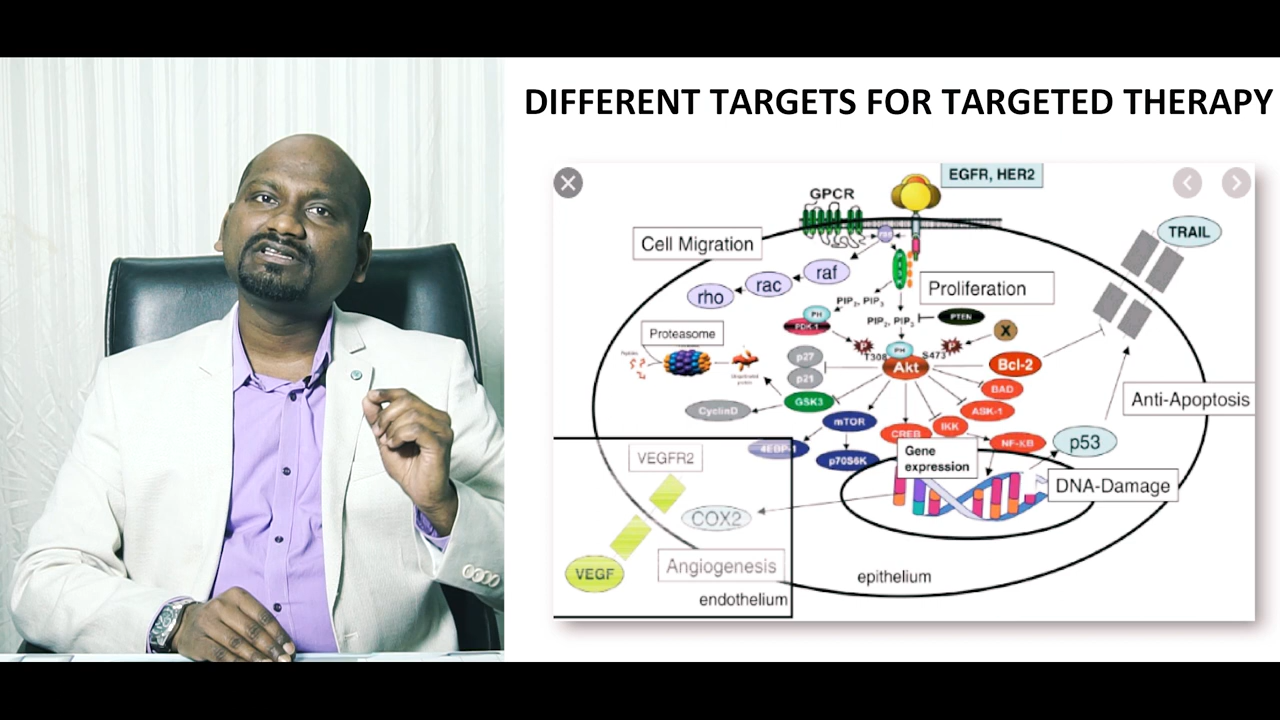 DIFFERENT TARGETS FOR TARGETED THERAPY
EGFR, HER2
GPCR
TRAIL
Cell Migration
raf
rac
rho
Proliferation
PIP2, PIP3
PH
PDK-1
PIP2, PIP3
PTEN
X
Proteasome
P
T308
PH
P
S473
p27
Akt
Bcl-2
p21
BAD
CyclinD
GSK3
ASK-1
Anti-Apoptosis
mTOR
CREB
IKK
NF-KB
p53
4EBP-1
p70S6K
Gene
expression
VEGFR2
DNA-Damage
COX2
VEGF
Angiogenesis
epithelium
endothelium